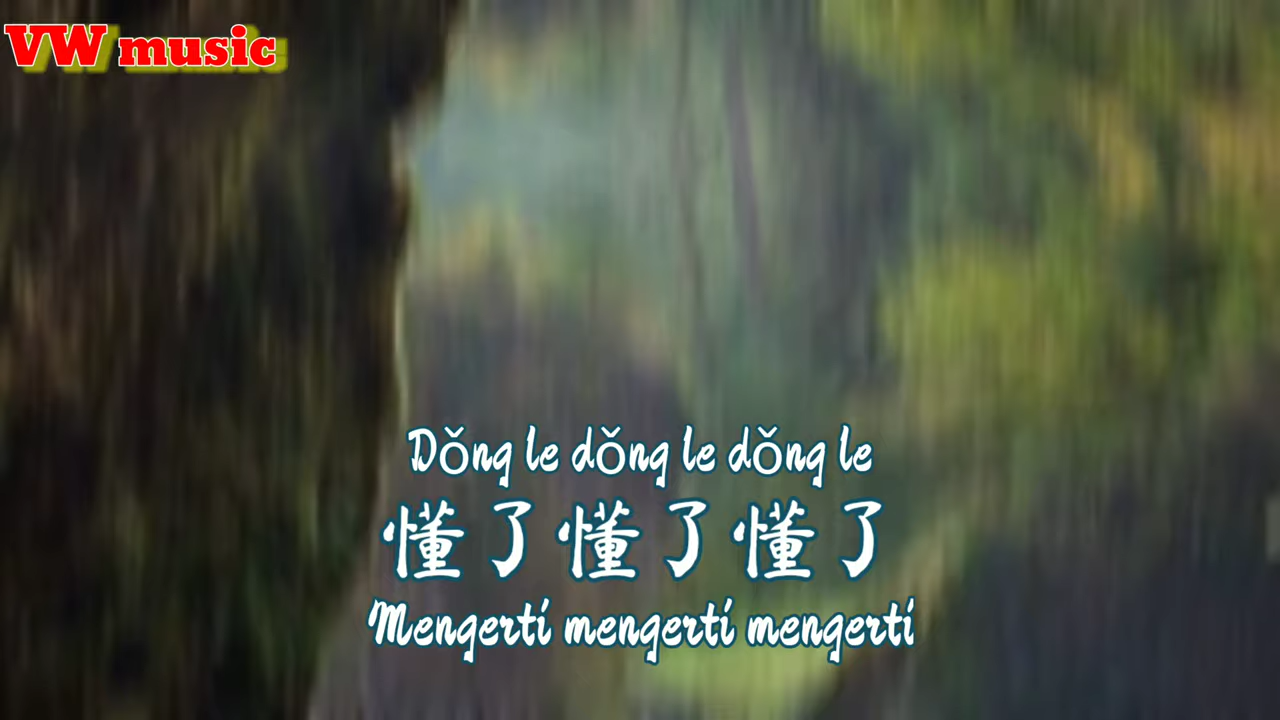 VW music
Dǒng le dǒng le dǒng le
懂了懂了懂了
Mengerti mengerti mengerti